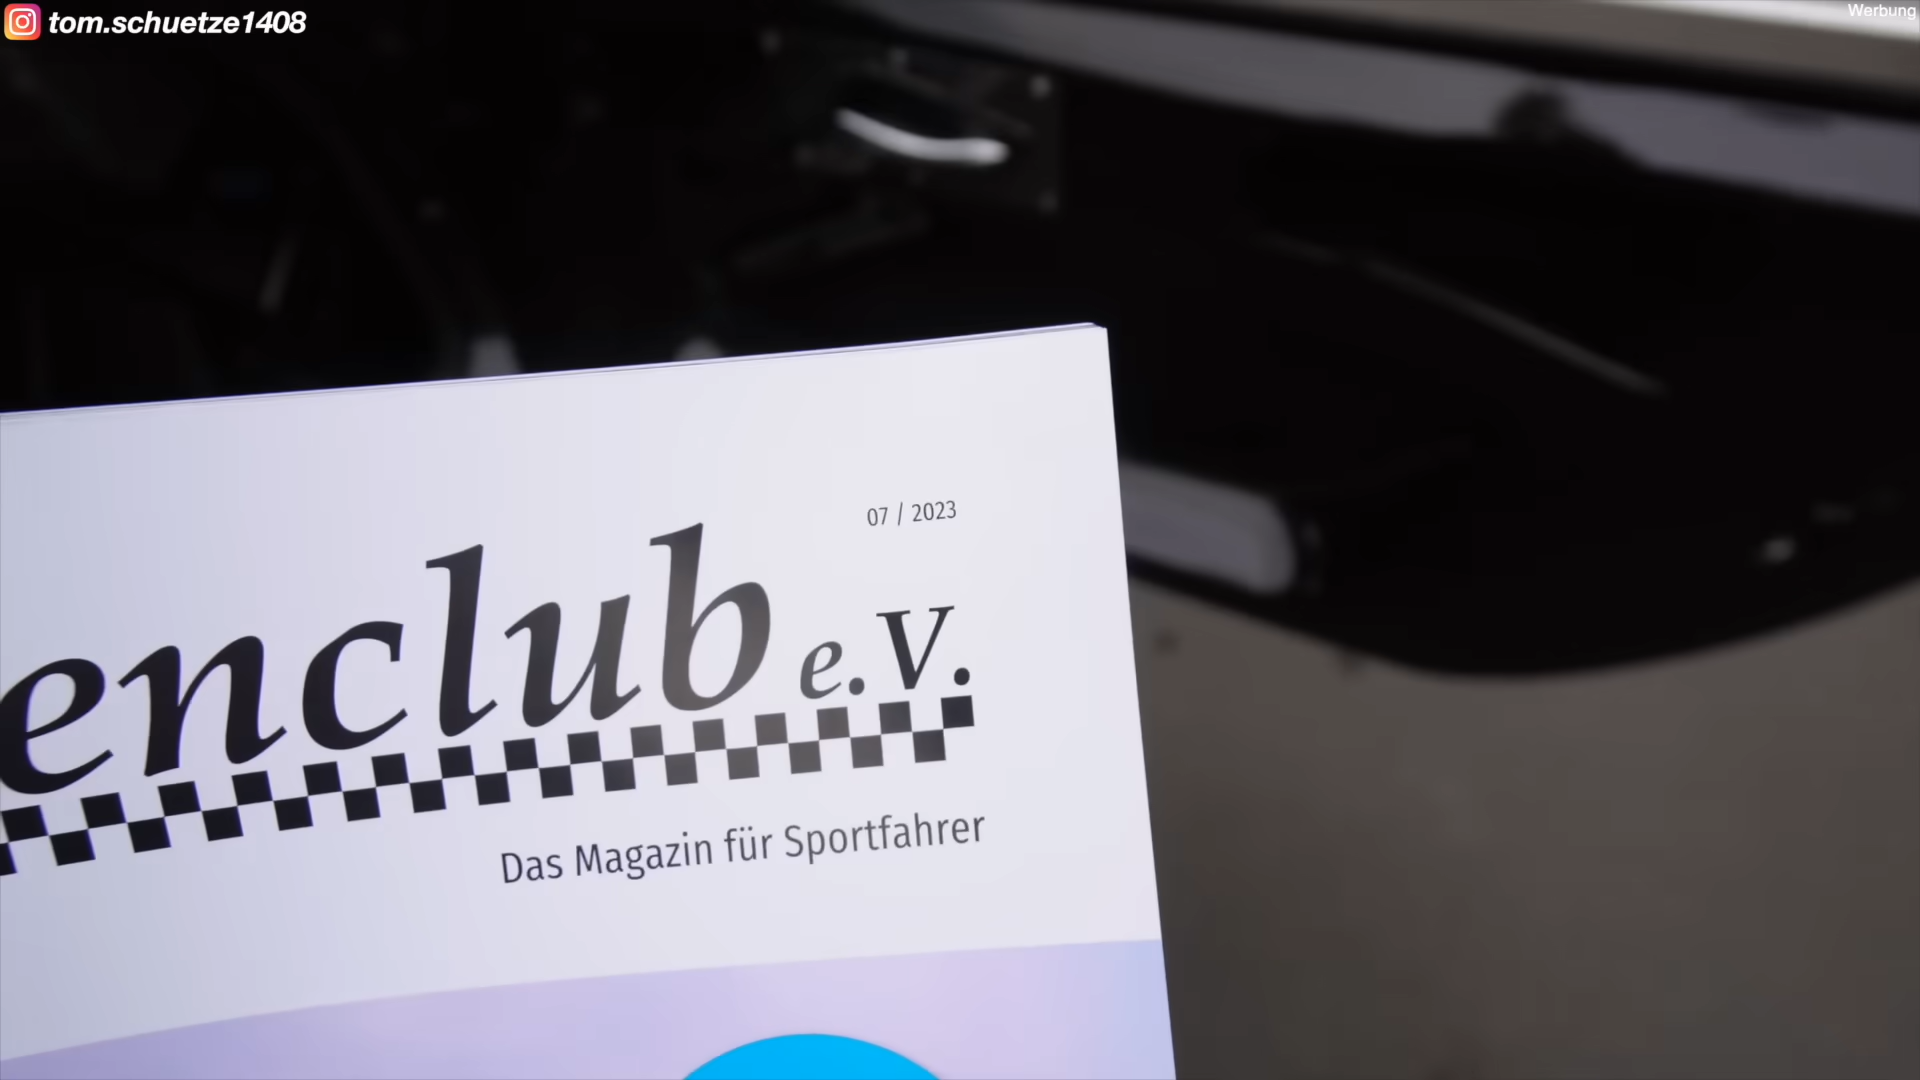 tom.schuetze1408
Werbung
07 / 2023
enclub e.V.
Das Magazin für Sportfahrer